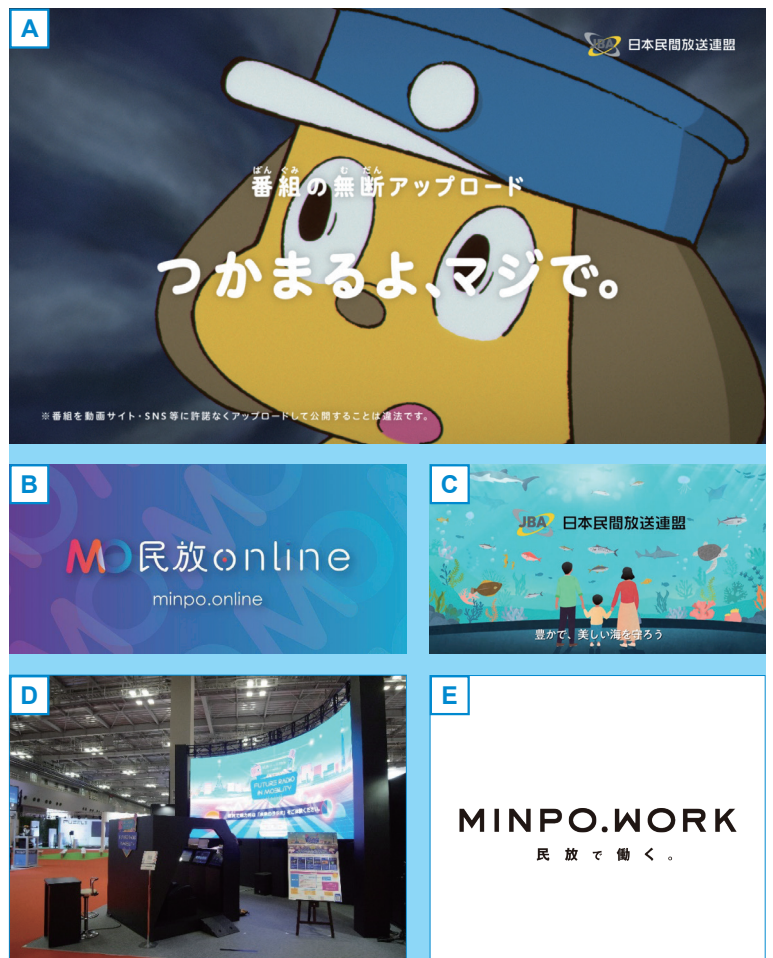 A
JBA 日本民間放送連盟
番組の無断アップロード
ばん ぐみ む だん
つかまるよ、マジで。
※番組を動画サイト・SNS等に許諾なくアップロードして公開することは違法です。
B
MO民放online
minpo.online
C
JBA 日本民間放送連盟
豊かで、美しい海を守ろう
D
FUTURE RADIO
IN MOBILITY
E
MINPO.WORK
民放で働く。